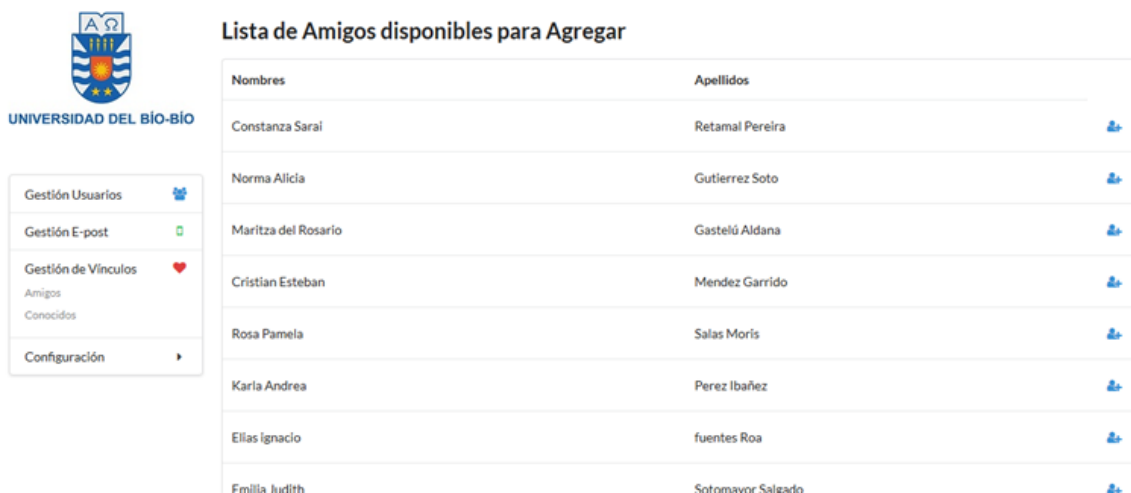 ΑΩ
UNIVERSIDAD DEL BÍO-BÍO
Gestión Usuarios
Gestión E-post
Gestión de Vínculos
Amigos
Conocidos
Configuración
Lista de Amigos disponibles para Agregar
Nombres Apellidos
Constanza Sarai Retamal Pereira
Norma Alicia Gutierrez Soto
Maritza del Rosario Gastelú Aldana
Cristian Esteban Mendez Garrido
Rosa Pamela Salas Moris
Karla Andrea Perez Ibañez
Elias ignacio fuentes Roa
Emilia Judith Sotomayor Salgado